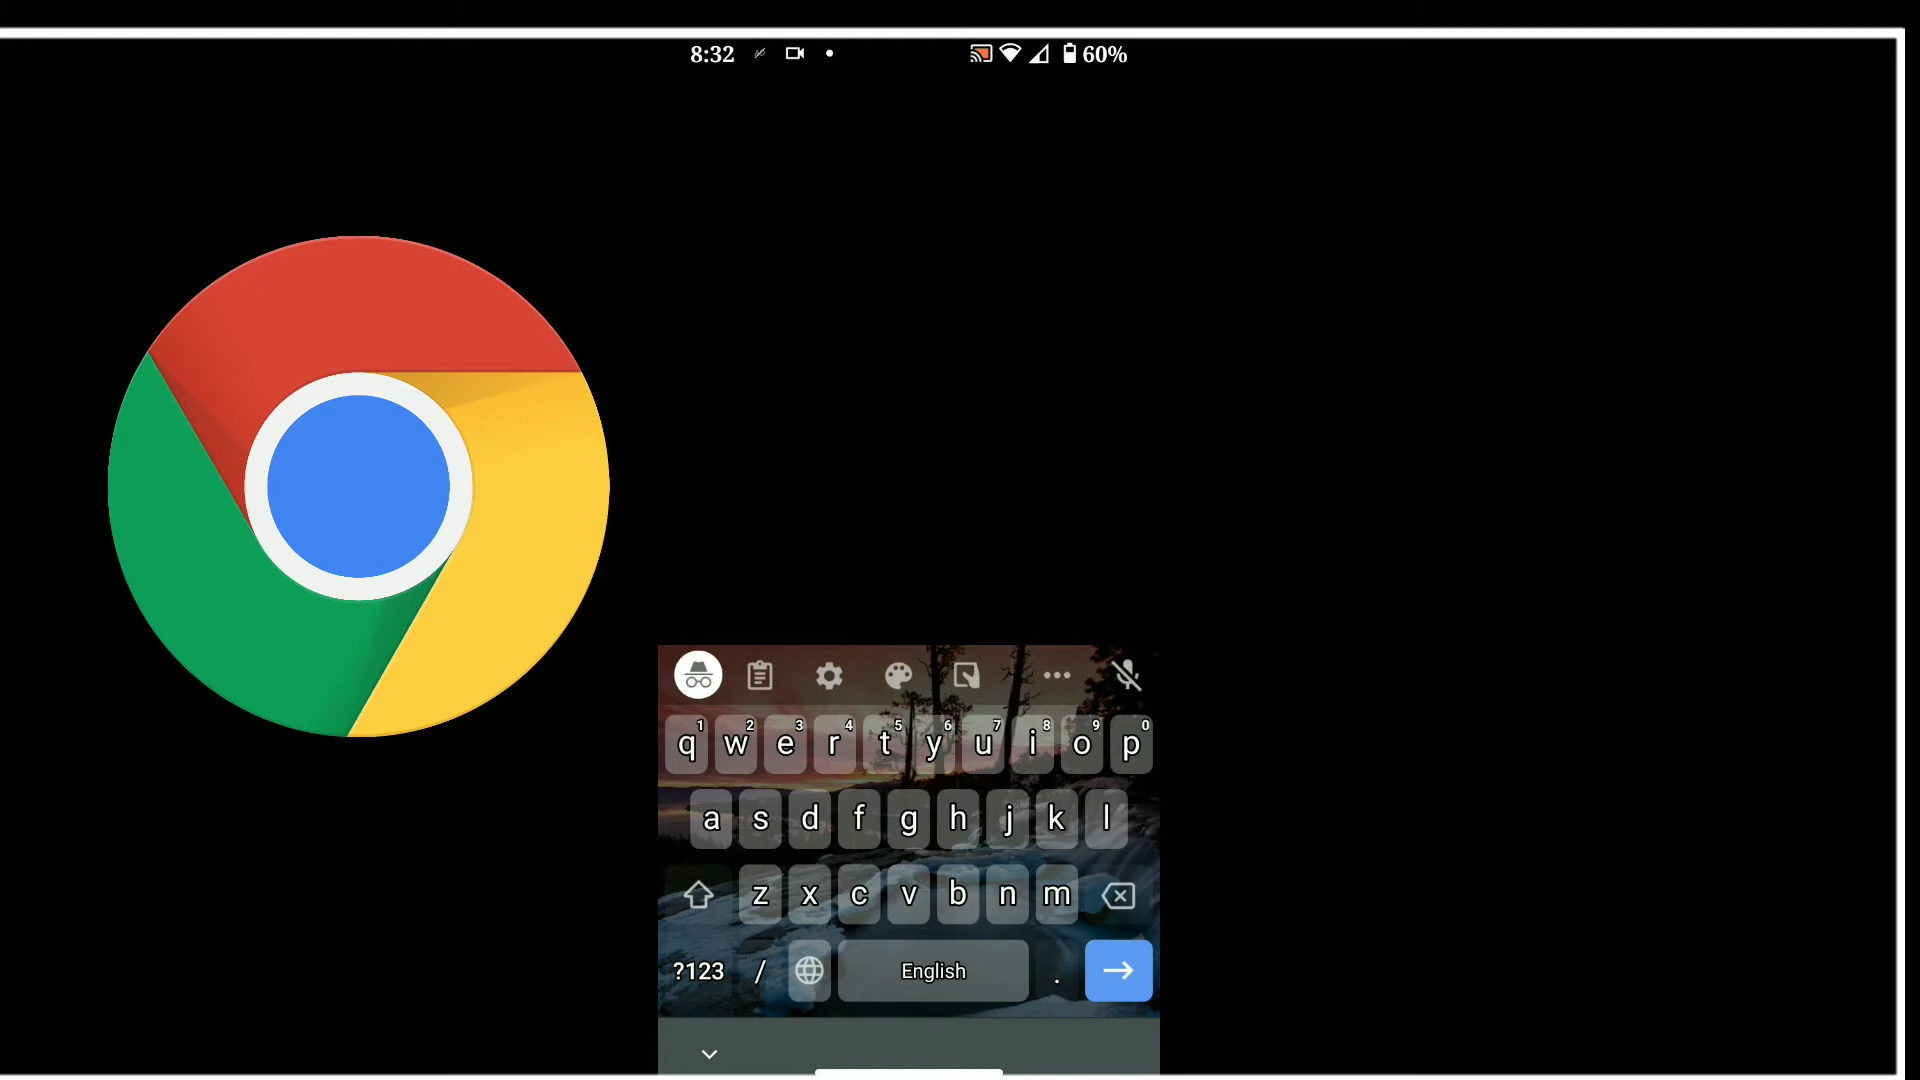 8:32 60%
1 2 3 4 5 6 7 8 9 0
q w e r t y u i o p
a s d f g h j k l
z x c v b n m
?123 / English .